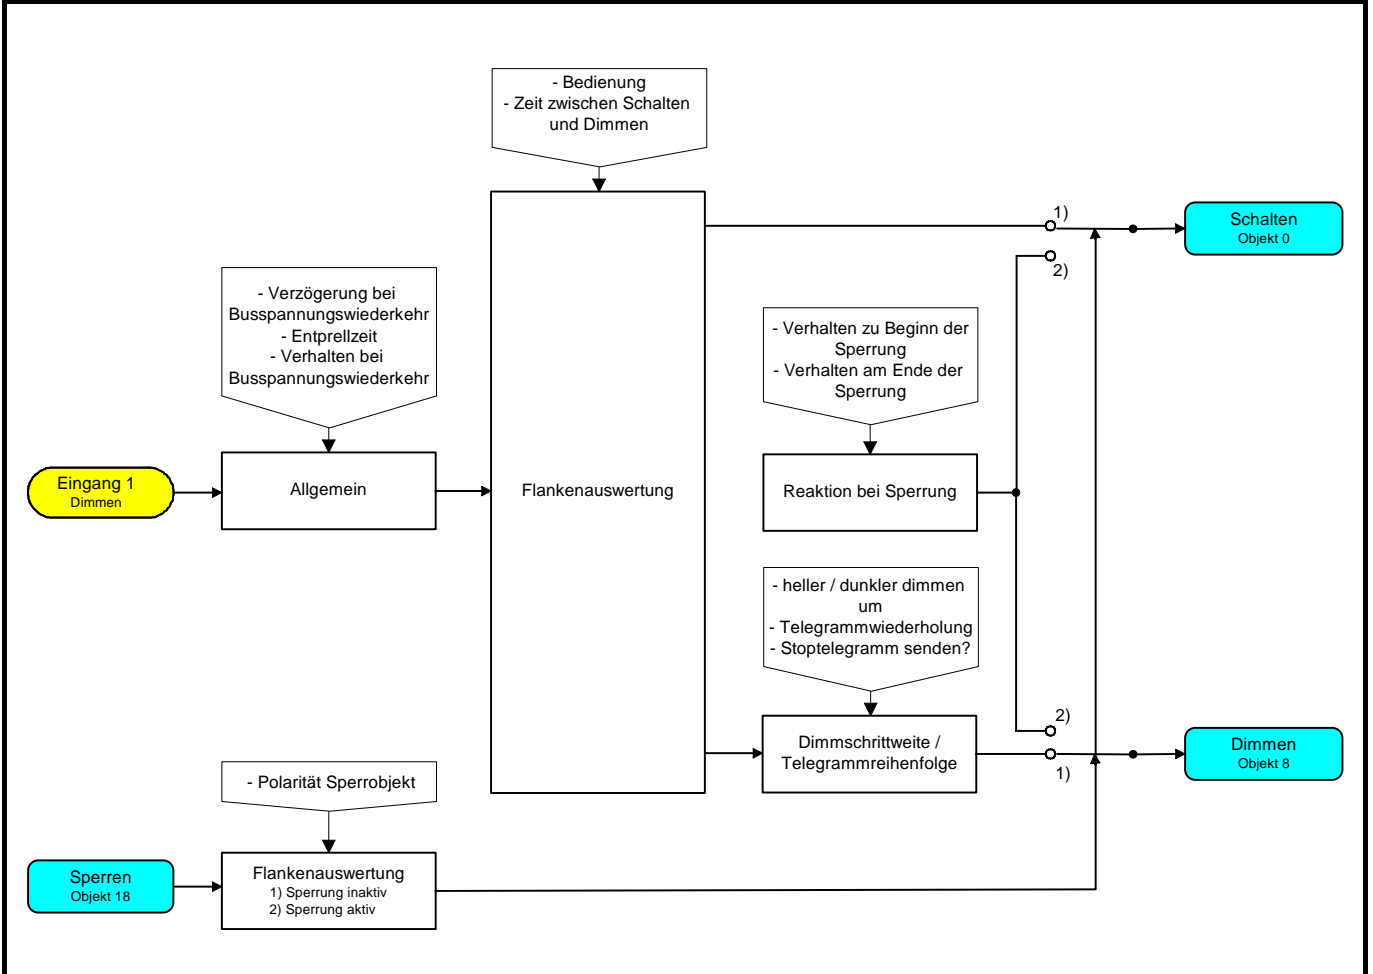 - Bedienung
- Zeit zwischen Schalten
und Dimmen
1)
Schalten
Objekt 0
2)
- Verzögerung bei
Busspannungswiederkehr
- Entprellzeit
- Verhalten bei
Busspannungswiederkehr
- Verhalten zu Beginn der
Sperrung
- Verhalten am Ende der
Sperrung
Eingang 1
Dimmen
Allgemein
Flankenauswertung
Reaktion bei Sperrung
- heller / dunkler dimmen
um
- Telegrammwiederholung
- Stoptelegramm senden?
2)
Dimmschrittweite /
Telegrammreihenfolge
1)
Dimmen
Objekt 8
- Polarität Sperrobjekt
Sperren
Objekt 18
Flankenauswertung
1) Sperrung inaktiv
2) Sperrung aktiv